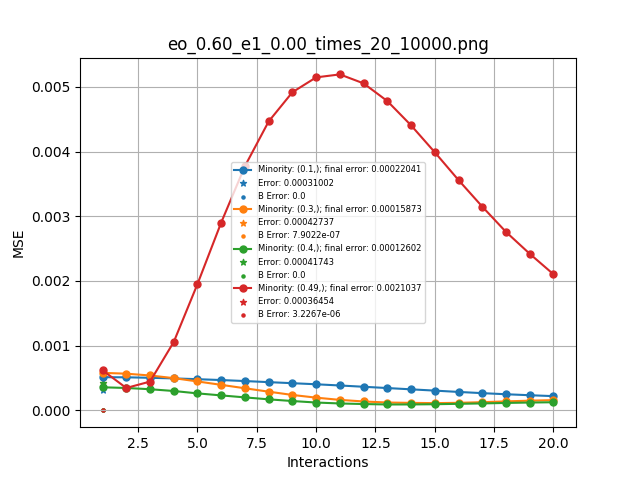 eo_0.60_e1_0.00_times_20_10000.png
0.005
0.004
0.003
0.002
0.001
0.000
MSE
Minority: (0.1,); final error: 0.00022041
Error: 0.00031002
B Error: 0.0
Minority: (0.3,); final error: 0.00015873
Error: 0.00042737
B Error: 7.9022e-07
Minority: (0.4,); final error: 0.00012602
Error: 0.00041743
B Error: 0.0
Minority: (0.49,); final error: 0.0021037
Error: 0.00036454
B Error: 3.2267e-06
2.5 5.0 7.5 10.0 12.5 15.0 17.5 20.0
Interactions